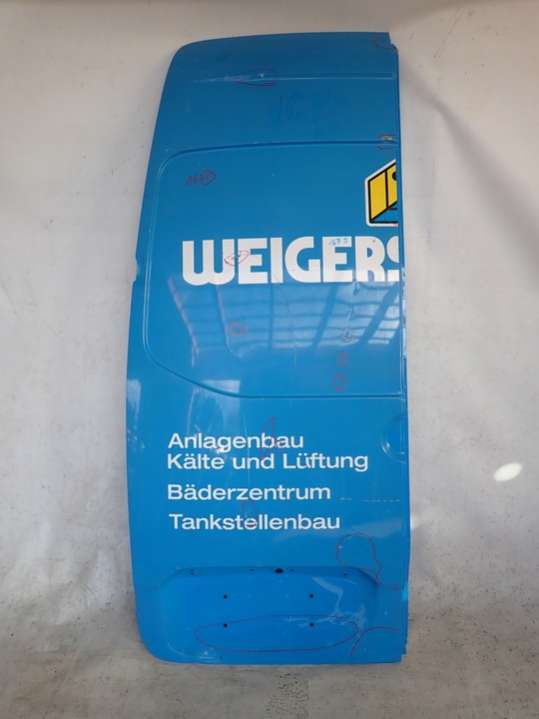 WEIGERS
Anlagenbau
Kälte und Lüftung
Bäderzentrum
Tankstellenbau